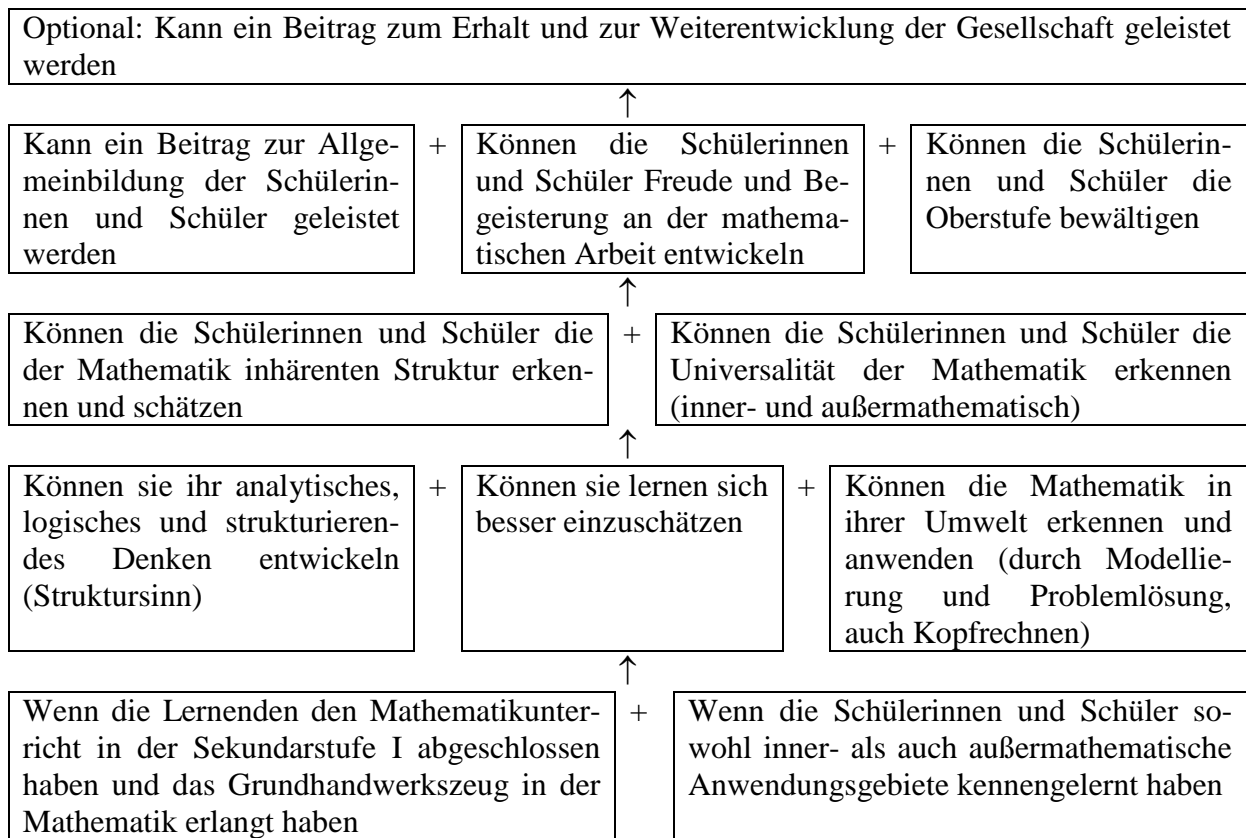 Optional: Kann ein Beitrag zum Erhalt und zur Weiterentwicklung der Gesellschaft geleistet
werden
↑
Kann ein Beitrag zur Allge-
meinbildung der Schülerin-
nen und Schüler geleistet
werden
+
Können die Schülerinnen
und Schüler Freude und Be-
geisterung an der mathema-
tischen Arbeit entwickeln
+
Können die Schülerin-
nen und Schüler die
Oberstufe bewältigen
↑
Können die Schülerinnen und Schüler die
der Mathematik inhärenten Struktur erken-
nen und schätzen
+
Können die Schülerinnen und Schüler die
Universalität der Mathematik erkennen
(inner- und außermathematisch)
↑
Können sie ihr analytisches,
logisches und strukturieren-
des Denken entwickeln
(Struktursinn)
+
Können sie lernen sich
besser einzuschätzen
+
Können die Mathematik in
ihrer Umwelt erkennen und
anwenden (durch Modellie-
rung und Problemlösung,
auch Kopfrechnen)
↑
Wenn die Lernenden den Mathematikunter-
richt in der Sekundarstufe I abgeschlossen
haben und das Grundhandwerkszeug in der
Mathematik erlangt haben
+
Wenn die Schülerinnen und Schüler so-
wohl inner- als auch außermathematische
Anwendungsgebiete kennengelernt haben